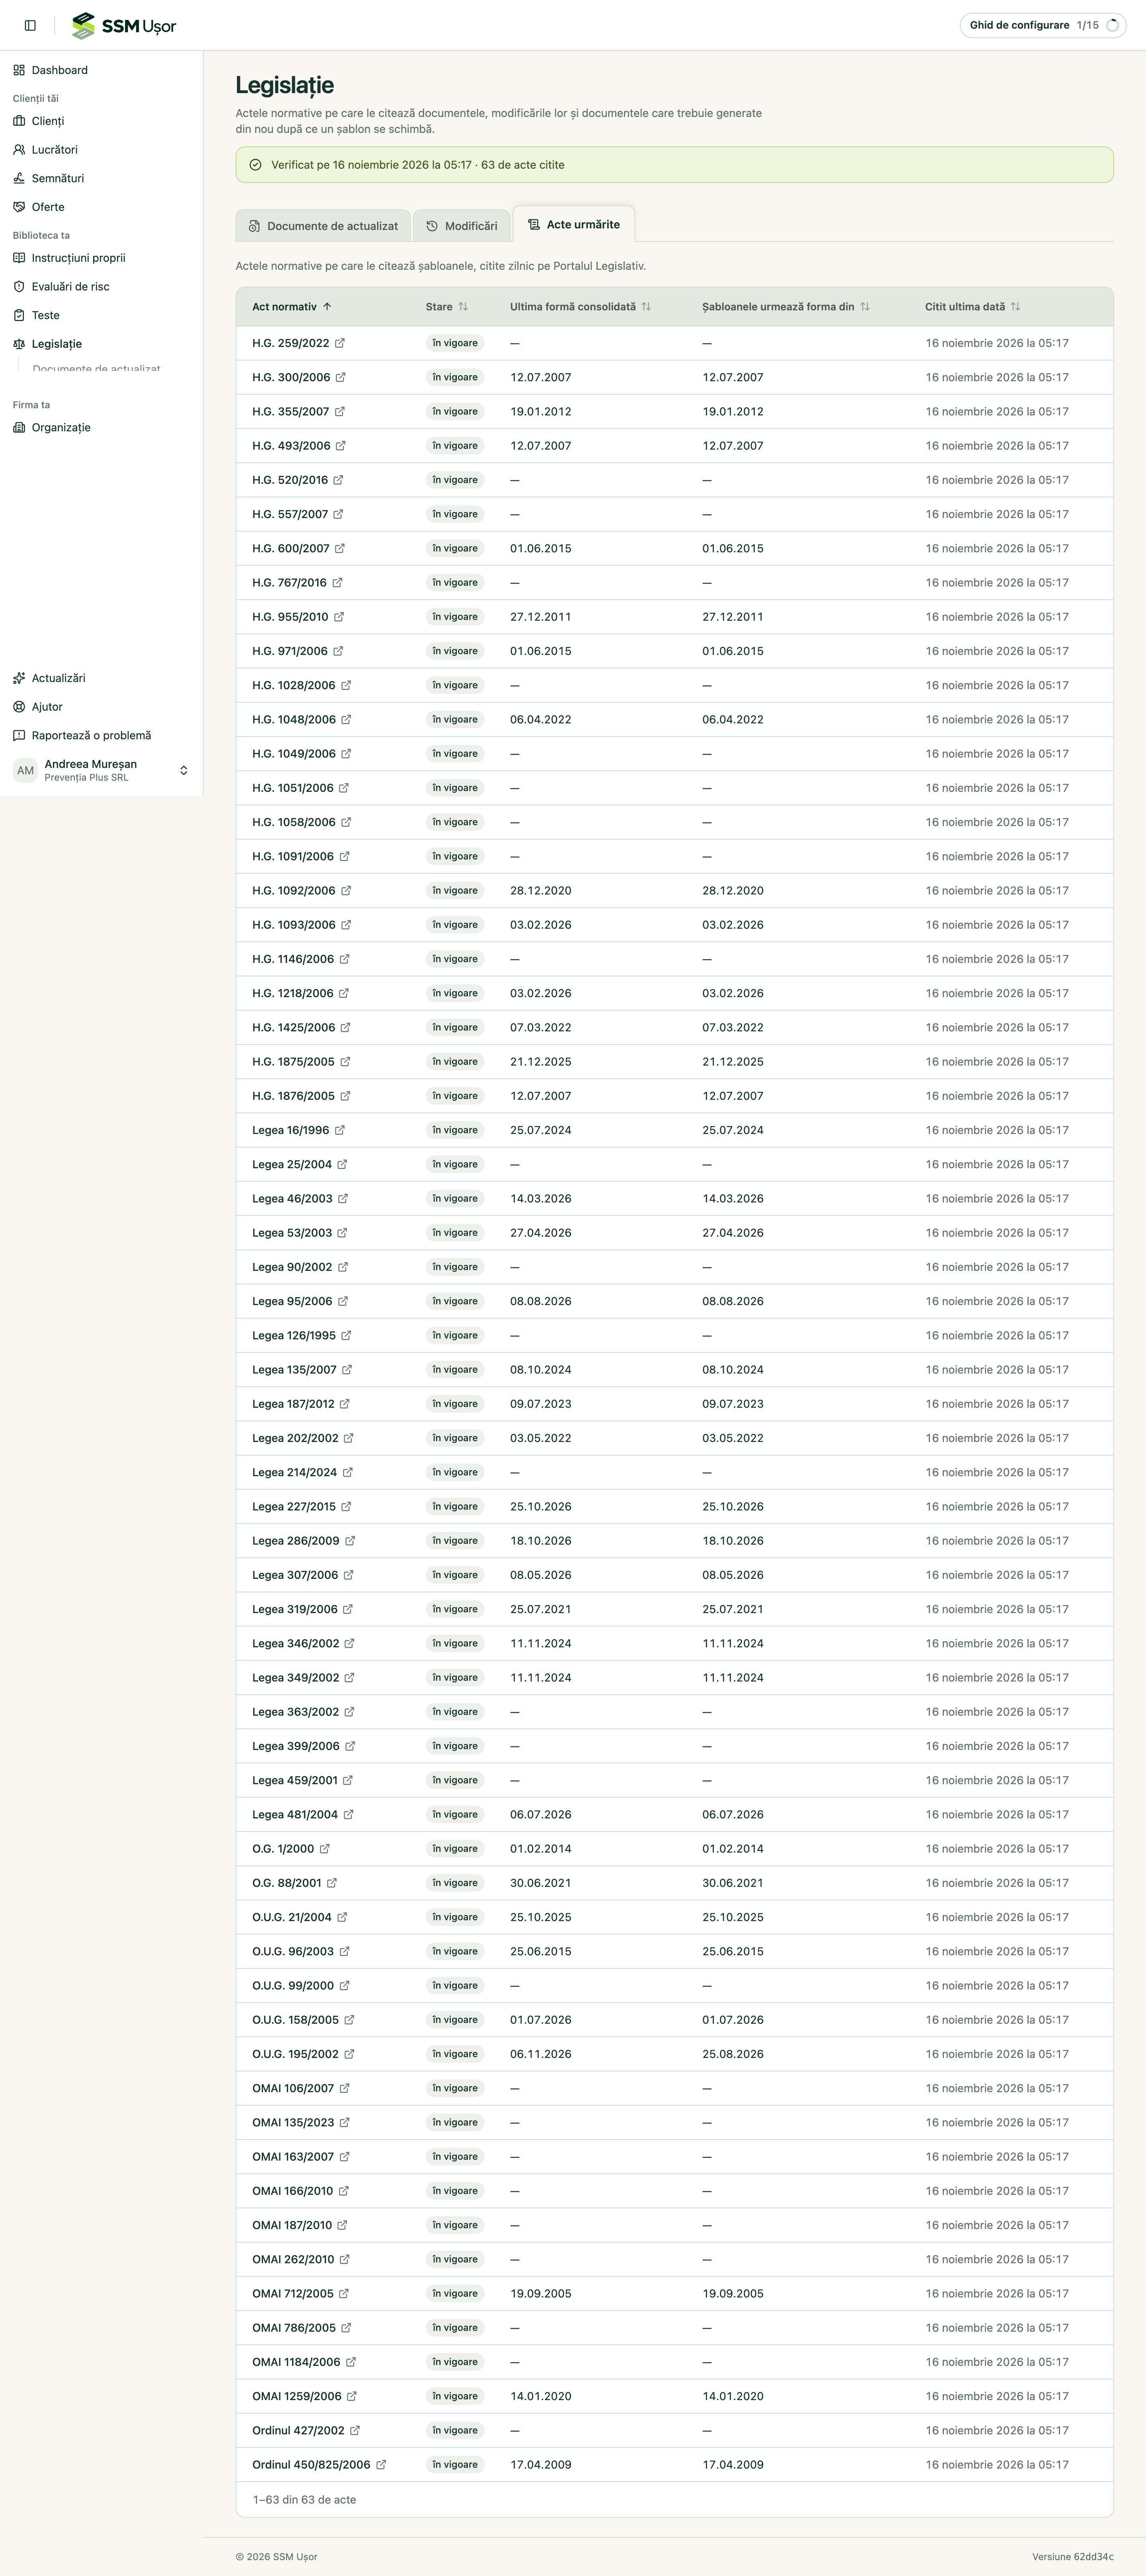 SSM Ușor
Ghid de configurare 1/15
Dashboard
Clienții tăi
Clienți
Lucrători
Semnături
Oferte
Biblioteca ta
Instrucțiuni proprii
Evaluări de risc
Teste
Legislație
Documente de actualizat
Firma ta
Organizație
Actualizări
Ajutor
Raportează o problemă
AM
Andreea Mureșan
Prevenția Plus SRL
Legislație
Actele normative pe care le citează documentele, modificările lor și documentele care trebuie generate
din nou după ce un șablon se schimbă.
Verificat pe 16 noiembrie 2026 la 05:17 · 63 de acte citite
Documente de actualizat Modificări Acte urmărite
Actele normative pe care le citează șabloanele, citite zilnic pe Portalul Legislativ.
Act normativ Stare Ultima formă consolidată Șabloanele urmează forma din Citit ultima dată
H.G. 259/2022 în vigoare — — 16 noiembrie 2026 la 05:17
H.G. 300/2006 în vigoare 12.07.2007 12.07.2007 16 noiembrie 2026 la 05:17
H.G. 355/2007 în vigoare 19.01.2012 19.01.2012 16 noiembrie 2026 la 05:17
H.G. 493/2006 în vigoare 12.07.2007 12.07.2007 16 noiembrie 2026 la 05:17
H.G. 520/2016 în vigoare — — 16 noiembrie 2026 la 05:17
H.G. 557/2007 în vigoare — — 16 noiembrie 2026 la 05:17
H.G. 600/2007 în vigoare 01.06.2015 01.06.2015 16 noiembrie 2026 la 05:17
H.G. 767/2016 în vigoare — — 16 noiembrie 2026 la 05:17
H.G. 955/2010 în vigoare 27.12.2011 27.12.2011 16 noiembrie 2026 la 05:17
H.G. 971/2006 în vigoare 01.06.2015 01.06.2015 16 noiembrie 2026 la 05:17
H.G. 1028/2006 în vigoare — — 16 noiembrie 2026 la 05:17
H.G. 1048/2006 în vigoare 06.04.2022 06.04.2022 16 noiembrie 2026 la 05:17
H.G. 1049/2006 în vigoare — — 16 noiembrie 2026 la 05:17
H.G. 1051/2006 în vigoare — — 16 noiembrie 2026 la 05:17
H.G. 1058/2006 în vigoare — — 16 noiembrie 2026 la 05:17
H.G. 1091/2006 în vigoare — — 16 noiembrie 2026 la 05:17
H.G. 1092/2006 în vigoare 28.12.2020 28.12.2020 16 noiembrie 2026 la 05:17
H.G. 1093/2006 în vigoare 03.02.2026 03.02.2026 16 noiembrie 2026 la 05:17
H.G. 1146/2006 în vigoare — — 16 noiembrie 2026 la 05:17
H.G. 1218/2006 în vigoare 03.02.2026 03.02.2026 16 noiembrie 2026 la 05:17
H.G. 1425/2006 în vigoare 07.03.2022 07.03.2022 16 noiembrie 2026 la 05:17
H.G. 1875/2005 în vigoare 21.12.2025 21.12.2025 16 noiembrie 2026 la 05:17
H.G. 1876/2005 în vigoare 12.07.2007 12.07.2007 16 noiembrie 2026 la 05:17
Legea 16/1996 în vigoare 25.07.2024 25.07.2024 16 noiembrie 2026 la 05:17
Legea 25/2004 în vigoare — — 16 noiembrie 2026 la 05:17
Legea 46/2003 în vigoare 14.03.2026 14.03.2026 16 noiembrie 2026 la 05:17
Legea 53/2003 în vigoare 27.04.2026 27.04.2026 16 noiembrie 2026 la 05:17
Legea 90/2002 în vigoare — — 16 noiembrie 2026 la 05:17
Legea 95/2006 în vigoare 08.08.2026 08.08.2026 16 noiembrie 2026 la 05:17
Legea 126/1995 în vigoare — — 16 noiembrie 2026 la 05:17
Legea 135/2007 în vigoare 08.10.2024 08.10.2024 16 noiembrie 2026 la 05:17
Legea 187/2012 în vigoare 09.07.2023 09.07.2023 16 noiembrie 2026 la 05:17
Legea 202/2002 în vigoare 03.05.2022 03.05.2022 16 noiembrie 2026 la 05:17
Legea 214/2024 în vigoare — — 16 noiembrie 2026 la 05:17
Legea 227/2015 în vigoare 25.10.2026 25.10.2026 16 noiembrie 2026 la 05:17
Legea 286/2009 în vigoare 18.10.2026 18.10.2026 16 noiembrie 2026 la 05:17
Legea 307/2006 în vigoare 08.05.2026 08.05.2026 16 noiembrie 2026 la 05:17
Legea 319/2006 în vigoare 25.07.2021 25.07.2021 16 noiembrie 2026 la 05:17
Legea 346/2002 în vigoare 11.11.2024 11.11.2024 16 noiembrie 2026 la 05:17
Legea 349/2002 în vigoare 11.11.2024 11.11.2024 16 noiembrie 2026 la 05:17
Legea 363/2002 în vigoare — — 16 noiembrie 2026 la 05:17
Legea 399/2006 în vigoare — — 16 noiembrie 2026 la 05:17
Legea 459/2001 în vigoare — — 16 noiembrie 2026 la 05:17
Legea 481/2004 în vigoare 06.07.2026 06.07.2026 16 noiembrie 2026 la 05:17
O.G. 1/2000 în vigoare 01.02.2014 01.02.2014 16 noiembrie 2026 la 05:17
O.G. 88/2001 în vigoare 30.06.2021 30.06.2021 16 noiembrie 2026 la 05:17
O.U.G. 21/2004 în vigoare 25.10.2025 25.10.2025 16 noiembrie 2026 la 05:17
O.U.G. 96/2003 în vigoare 25.06.2015 25.06.2015 16 noiembrie 2026 la 05:17
O.U.G. 99/2000 în vigoare — — 16 noiembrie 2026 la 05:17
O.U.G. 158/2005 în vigoare 01.07.2026 01.07.2026 16 noiembrie 2026 la 05:17
O.U.G. 195/2002 în vigoare 06.11.2026 25.08.2026 16 noiembrie 2026 la 05:17
OMAI 106/2007 în vigoare — — 16 noiembrie 2026 la 05:17
OMAI 135/2023 în vigoare — — 16 noiembrie 2026 la 05:17
OMAI 163/2007 în vigoare — — 16 noiembrie 2026 la 05:17
OMAI 166/2010 în vigoare — — 16 noiembrie 2026 la 05:17
OMAI 187/2010 în vigoare — — 16 noiembrie 2026 la 05:17
OMAI 262/2010 în vigoare — — 16 noiembrie 2026 la 05:17
OMAI 712/2005 în vigoare 19.09.2005 19.09.2005 16 noiembrie 2026 la 05:17
OMAI 786/2005 în vigoare — — 16 noiembrie 2026 la 05:17
OMAI 1184/2006 în vigoare — — 16 noiembrie 2026 la 05:17
OMAI 1259/2006 în vigoare 14.01.2020 14.01.2020 16 noiembrie 2026 la 05:17
Ordinul 427/2002 în vigoare — — 16 noiembrie 2026 la 05:17
Ordinul 450/825/2006 în vigoare 17.04.2009 17.04.2009 16 noiembrie 2026 la 05:17
1–63 din 63 de acte
© 2026 SSM Ușor Versiune 62dd34c